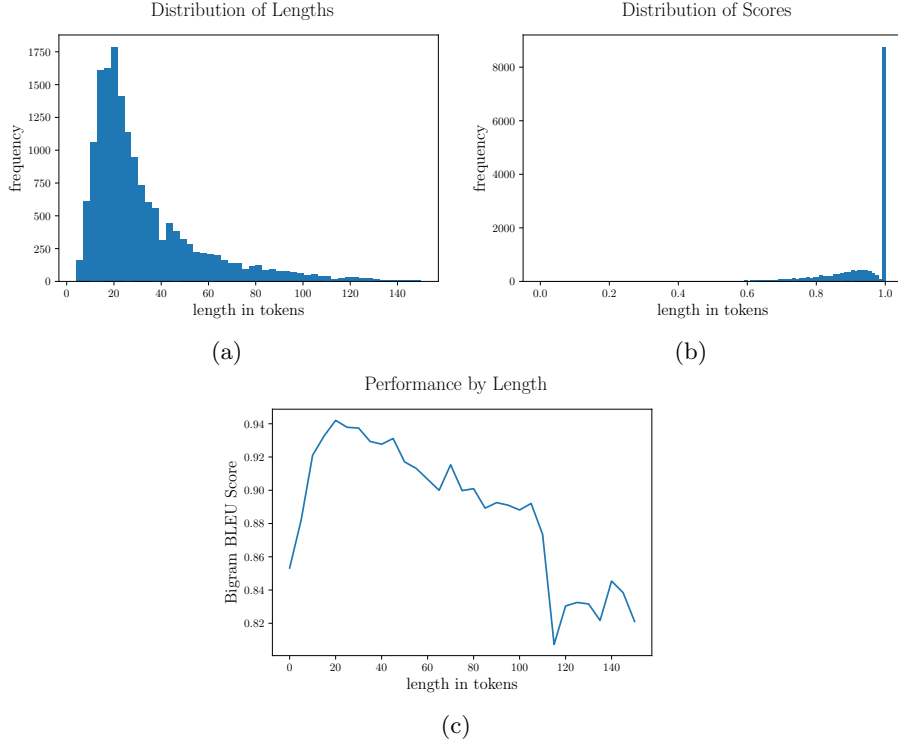 Distribution of Lengths
1750
1500
1250
1000
750
500
250
0
frequency
0 20 40 60 80 100 120 140
length in tokens
(a)
Distribution of Scores
8000
6000
4000
2000
0
frequency
0.0 0.2 0.4 0.6 0.8 1.0
length in tokens
(b)
Performance by Length
0.94
0.92
0.90
0.88
0.86
0.84
0.82
Bigram BLEU Score
0 20 40 60 80 100 120 140
length in tokens
(c)